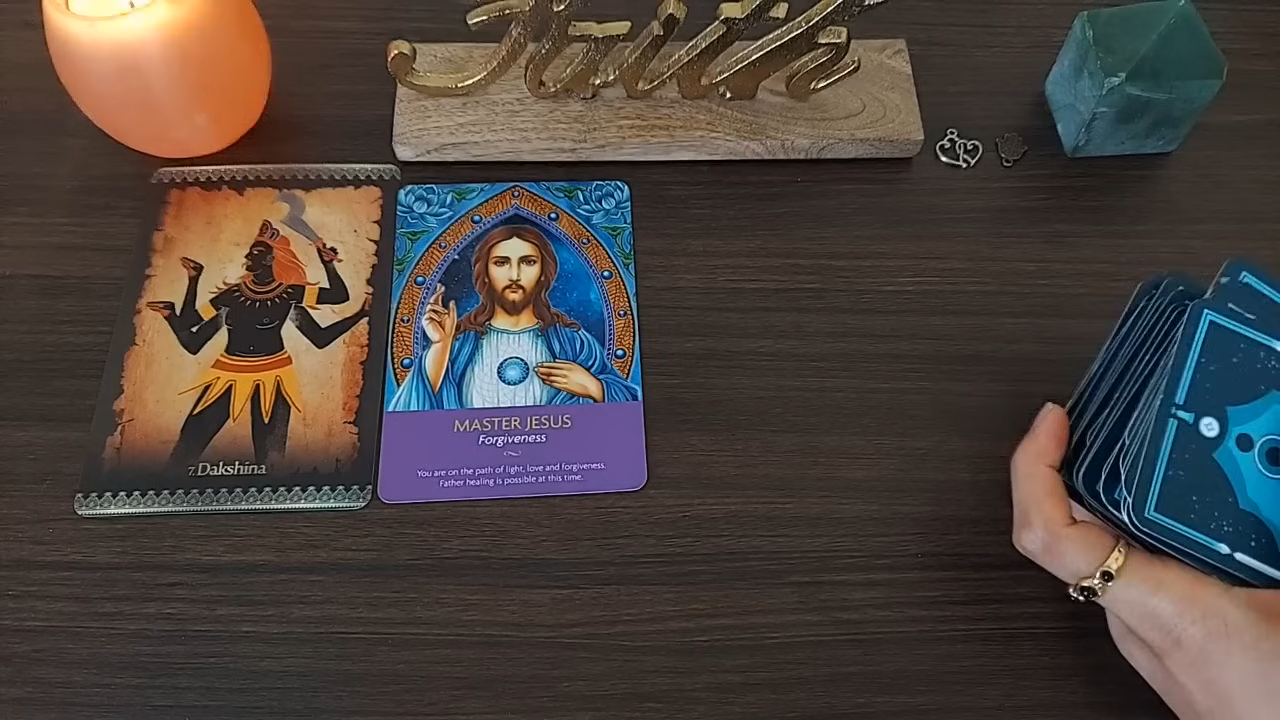 Faith
7. Dakshina
MASTER JESUS
Forgiveness
You are on the path of light, love and forgiveness.
Father healing is possible at this time.